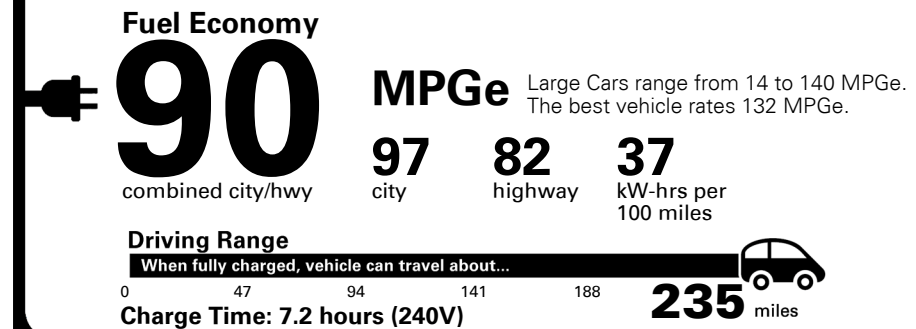 Fuel Economy
90
MPGe
Large Cars range from 14 to 140 MPGe.
The best vehicle rates 132 MPGe.
combined city/hwy
97
city
82
highway
37
kW-hrs per
100 miles
Driving Range
When fully charged, vehicle can travel about...
0 47 94 141 188 235 miles
Charge Time: 7.2 hours (240V)